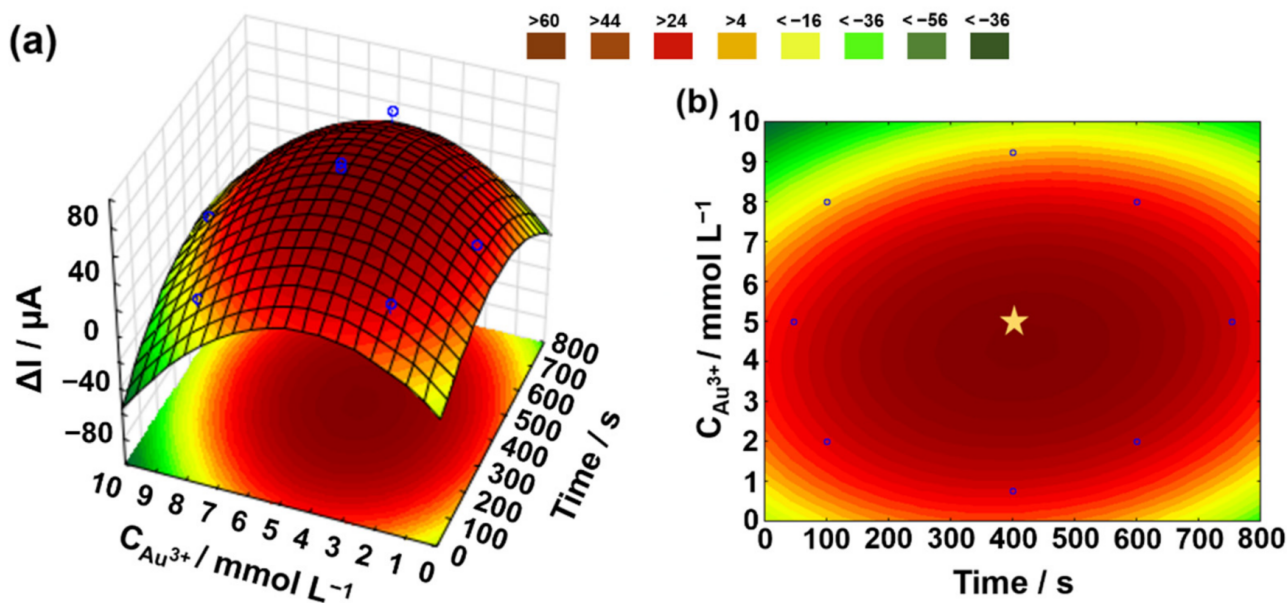 (a)
>60 >44 >24 >4 <−16 <−36 <−56 <−36
80
40
0
−40
−80
ΔI / µA
10 9 8 7 6 5 4 3 2 1 0
C Au³⁺ / mmol L⁻¹
800
700
600
500
400
300
200
100
0
Time / s
(b)
10
9
8
7
6
5
4
3
2
1
0
C Au³⁺ / mmol L⁻¹
0 100 200 300 400 500 600 700 800
Time / s